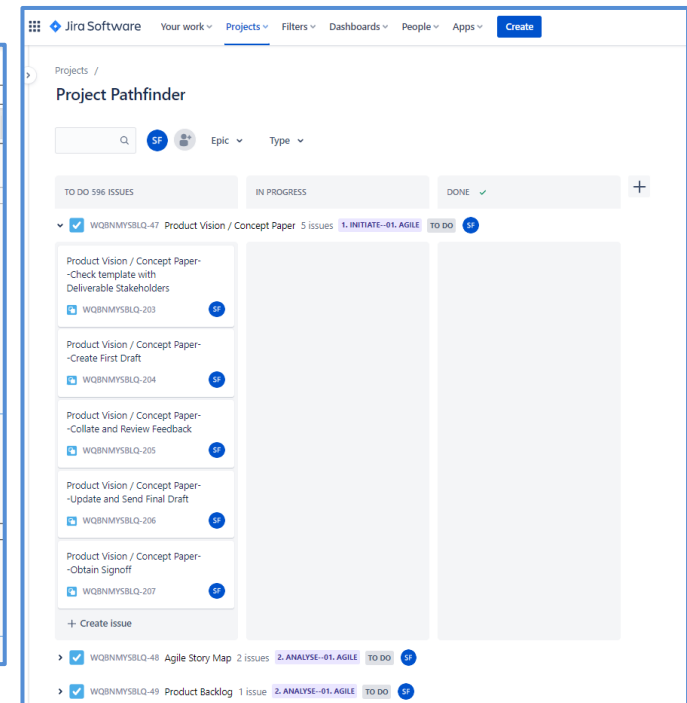 Jira Software Your work Projects Filters Dashboards People Apps Create
Projects /
Project Pathfinder
SF Epic Type
TO DO 596 ISSUES IN PROGRESS DONE
WQBNMYSBLQ-47 Product Vision / Concept Paper 5 issues 1. INITIATE--01. AGILE TO DO SF
Product Vision / Concept Paper-
-Check template with
Deliverable Stakeholders
WQBNMYSBLQ-203 SF
Product Vision / Concept Paper-
-Create First Draft
WQBNMYSBLQ-204 SF
Product Vision / Concept Paper-
-Collate and Review Feedback
WQBNMYSBLQ-205 SF
Product Vision / Concept Paper-
-Update and Send Final Draft
WQBNMYSBLQ-206 SF
Product Vision / Concept Paper-
-Obtain Signoff
WQBNMYSBLQ-207 SF
+ Create issue
WQBNMYSBLQ-48 Agile Story Map 2 issues 2. ANALYSE--01. AGILE TO DO SF
WQBNMYSBLQ-49 Product Backlog 1 issue 2. ANALYSE--01. AGILE TO DO SF